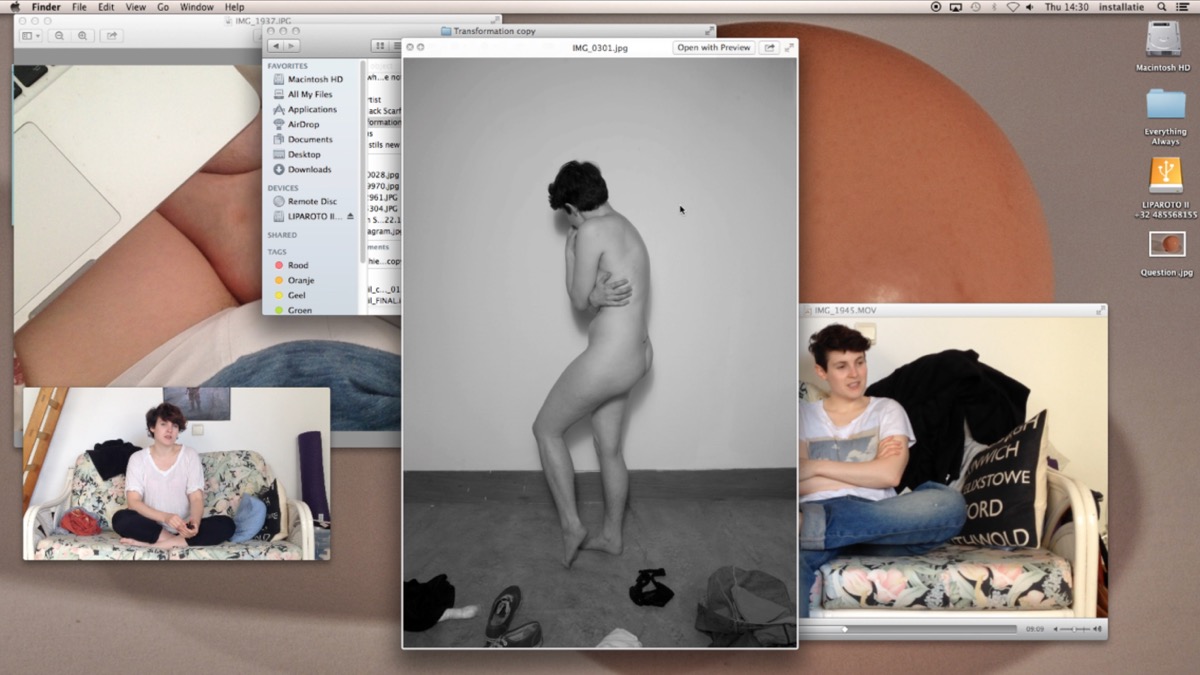 Finder File Edit View Go Window Help
Thu 14:30 installatie
IMG_1937.JPG
Transformation copy
IMG_0301.jpg
Open with Preview
FAVORITES
Macintosh HD
All My Files
Applications
AirDrop
Documents
Desktop
Downloads
DEVICES
Remote Disc
LIPAROTO II...
SHARED
TAGS
Rood
Oranje
Geel
Groen
wh...e no
rtist
ack Scarf
formation
stils new
0028.jpg
9970.jpg
961.JPG
304.JPG
n S...22.1
agram.jp
ments
hie...copy
il_c..._01
il_FINAL.i
Macintosh HD
Everything
Always
LIPAROTO II
+32 485568155
Question.jpg
IMG_1945.MOV
NWICH
LIXSTOWE
ORD
THWOLD
09:09